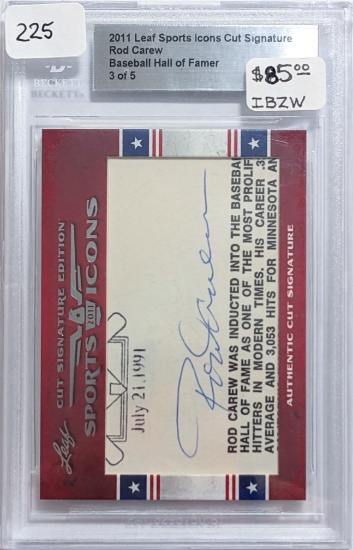 225
2011 Leaf Sports Icons Cut Signature
Rod Carew
Baseball Hall of Famer
3 of 5
$85.00
IBZW
BECKETT
CUT SIGNATURE EDITION
SPORTS ICONS
2011
Leaf
July 21, 1991
Rod Carew
ROD CAREW WAS INDUCTED INTO THE BASEBA
HALL OF FAME AS ONE OF THE MOST PROLIF
HITTERS IN MODERN TIMES. HIS CAREER .3
AVERAGE AND 3,053 HITS FOR MINNESOTA AN
AUTHENTIC CUT SIGNATURE